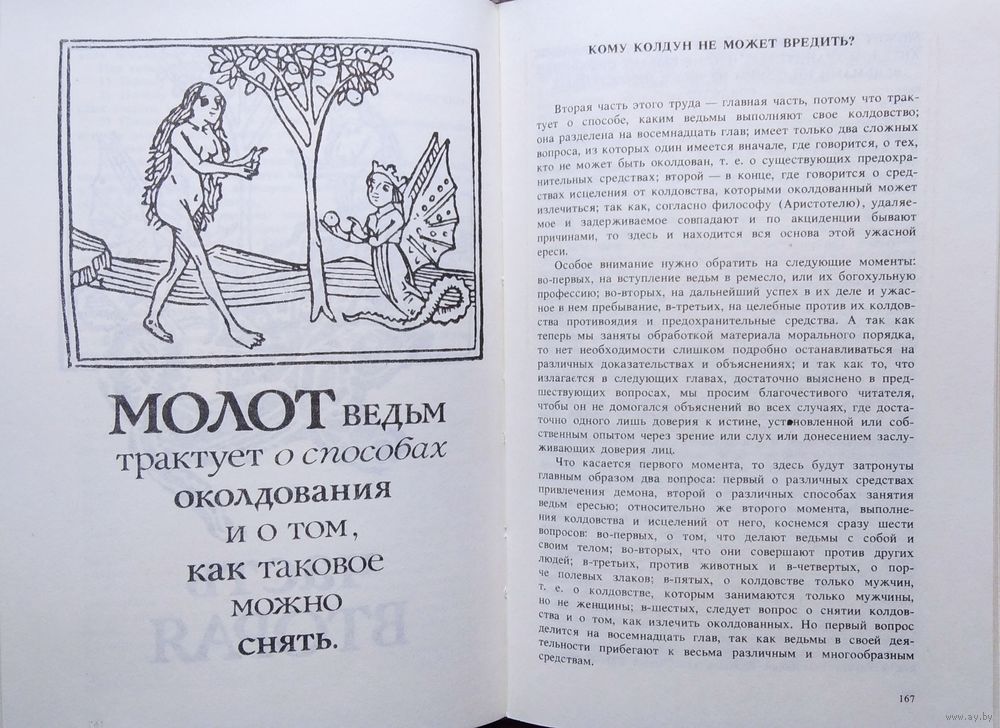 МОЛОТ ВЕДЬМ
трактует о способах
околдования
и о том,
как таковое
можно
снять.
КОМУ КОЛДУН НЕ МОЖЕТ ВРЕДИТЬ?
Вторая часть этого труда — главная часть, потому что трак-
тует о способе, каким ведьмы выполняют свое колдовство;
она разделена на восемнадцать глав; имеет только два сложных
вопроса, из которых один имеется вначале, где говорится, о тех,
кто не может быть околдован, т. е. о существующих предохра-
нительных средствах; второй — в конце, где говорится о сред-
ствах исцеления от колдовства, которыми околдованный может
излечиться; так как, согласно философу (Аристотелю), удаляе-
мое и задерживаемое совпадают и по акциденции бывают
причинами, то здесь и находится вся основа этой ужасной
ереси.
Особое внимание нужно обратить на следующие моменты:
во-первых, на вступление ведьм в ремесло, или их богохульную
профессию; во-вторых, на дальнейший успех в их деле и ужас-
ное в нем пребывание, в-третьих, на целебные против их колдов-
ства противоядия и предохранительные средства. А так как
теперь мы заняты обработкой материала морального порядка,
то нет необходимости слишком подробно останавливаться на
различных доказательствах и объяснениях; и так как то, что
излагается в следующих главах, достаточно выяснено в пред-
шествующих вопросах, мы просим благочестивого читателя,
чтобы он не домогался объяснений во всех случаях, где доста-
точно одного лишь доверия к истине, установленной или соб-
ственным опытом через зрение или слух или донесением заслу-
живающих доверия лиц.
Что касается первого момента, то здесь будут затронуты
главным образом два вопроса: первый о различных средствах
привлечения демона, второй о различных способах занятия
ведьм ересью; относительно же второго момента, выполне-
ния колдовства и исцелений от него, коснемся сразу шести
вопросов: во-первых, о том, что делают ведьмы с собой и
своим телом; во-вторых, что они совершают против других
людей; в-третьих, против животных и в-четвертых, о пор-
че полевых злаков; в-пятых, о колдовстве только мужчин,
т. е. о колдовстве, которым занимаются только мужчины,
но не женщины; в-шестых, следует вопрос о снятии колдов-
ства и о том, как излечить околдованных. Но первый вопрос
делится на восемнадцать глав, так как ведьмы в своей дея-
тельности прибегают к весьма различным и многообразным
средствам.
167
www.ay.by